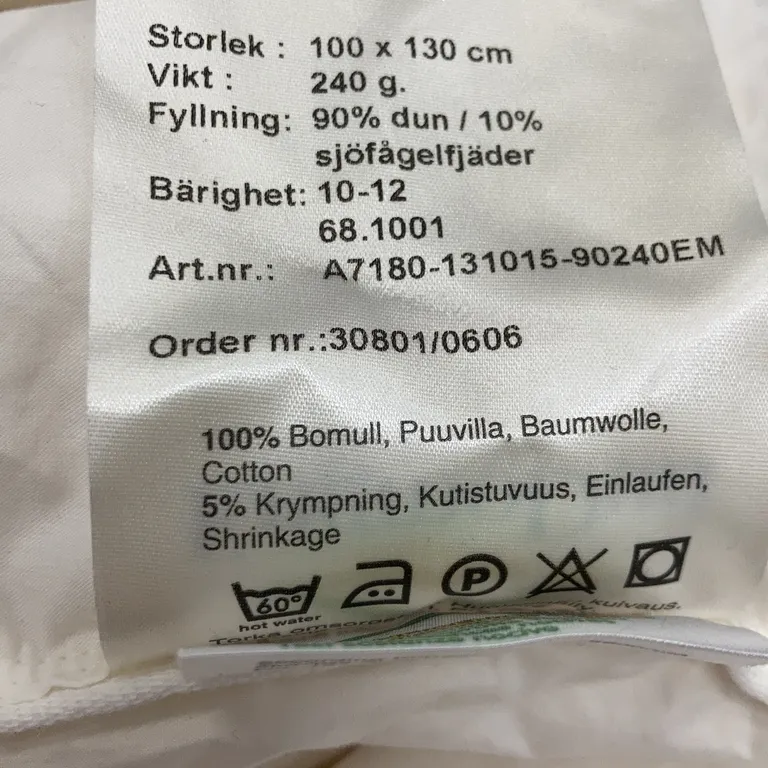 Storlek : 100 x 130 cm
Vikt : 240 g.
Fyllning: 90% dun / 10%
sjöfågelfjäder
Bärighet: 10-12
68.1001
Art.nr.: A7180-131015-90240EM
Order nr.:30801/0606
100% Bomull, Puuvilla, Baumwolle,
Cotton
5% Krympning, Kutistuvuus, Einlaufen,
Shrinkage
60° P
hot water
Torka